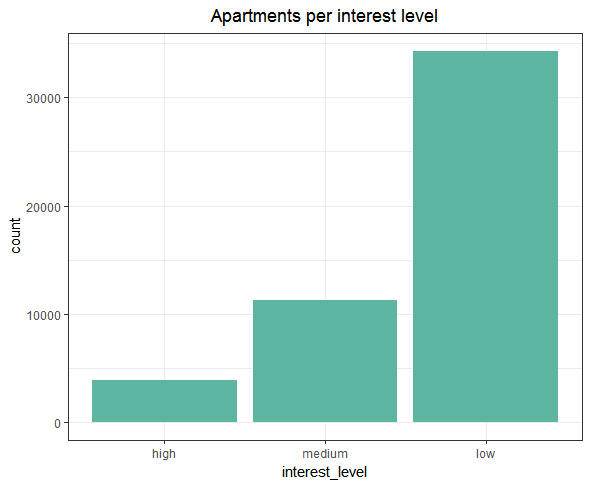 Apartments per interest level
count
30000
20000
10000
0
high medium low
interest_level